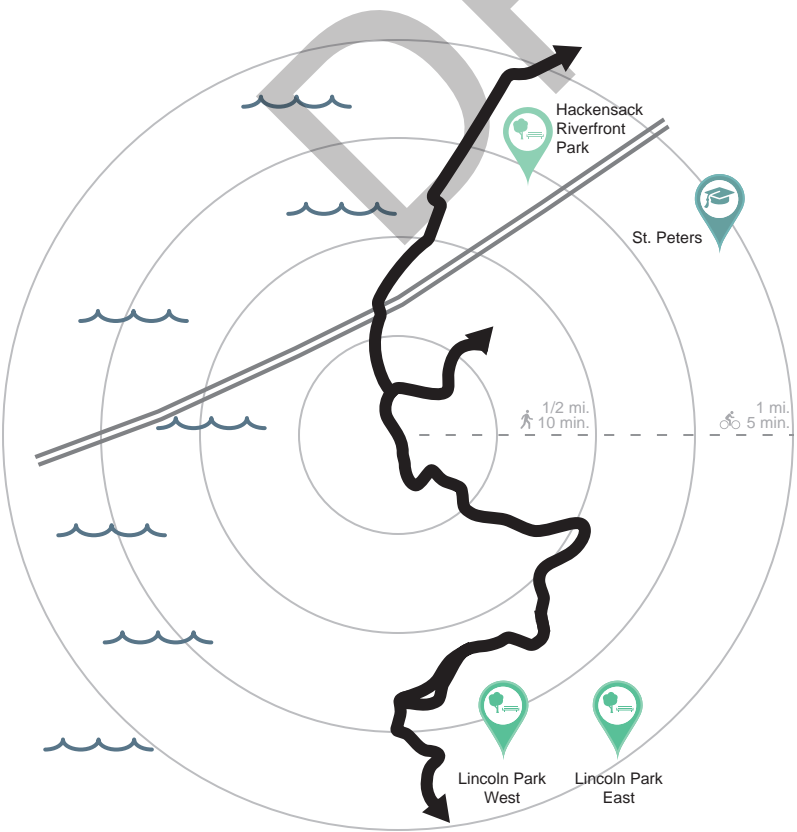 Hackensack
Riverfront
Park
St. Peters
1/2 mi.
10 min.
1 mi.
5 min.
Lincoln Park
West
Lincoln Park
East